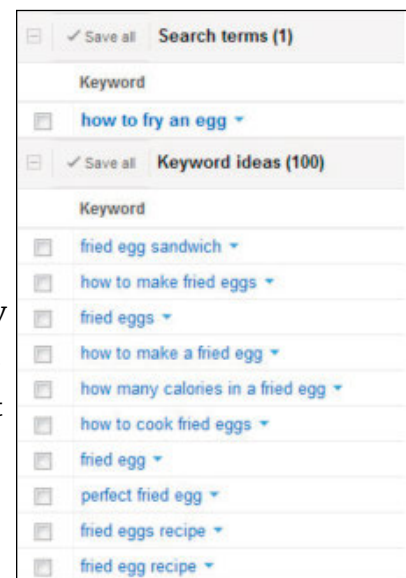 Save all Search terms (1)
Keyword
how to fry an egg
Save all Keyword ideas (100)
Keyword
fried egg sandwich
how to make fried eggs
fried eggs
how to make a fried egg
how many calories in a fried egg
how to cook fried eggs
fried egg
perfect fried egg
fried eggs recipe
fried egg recipe